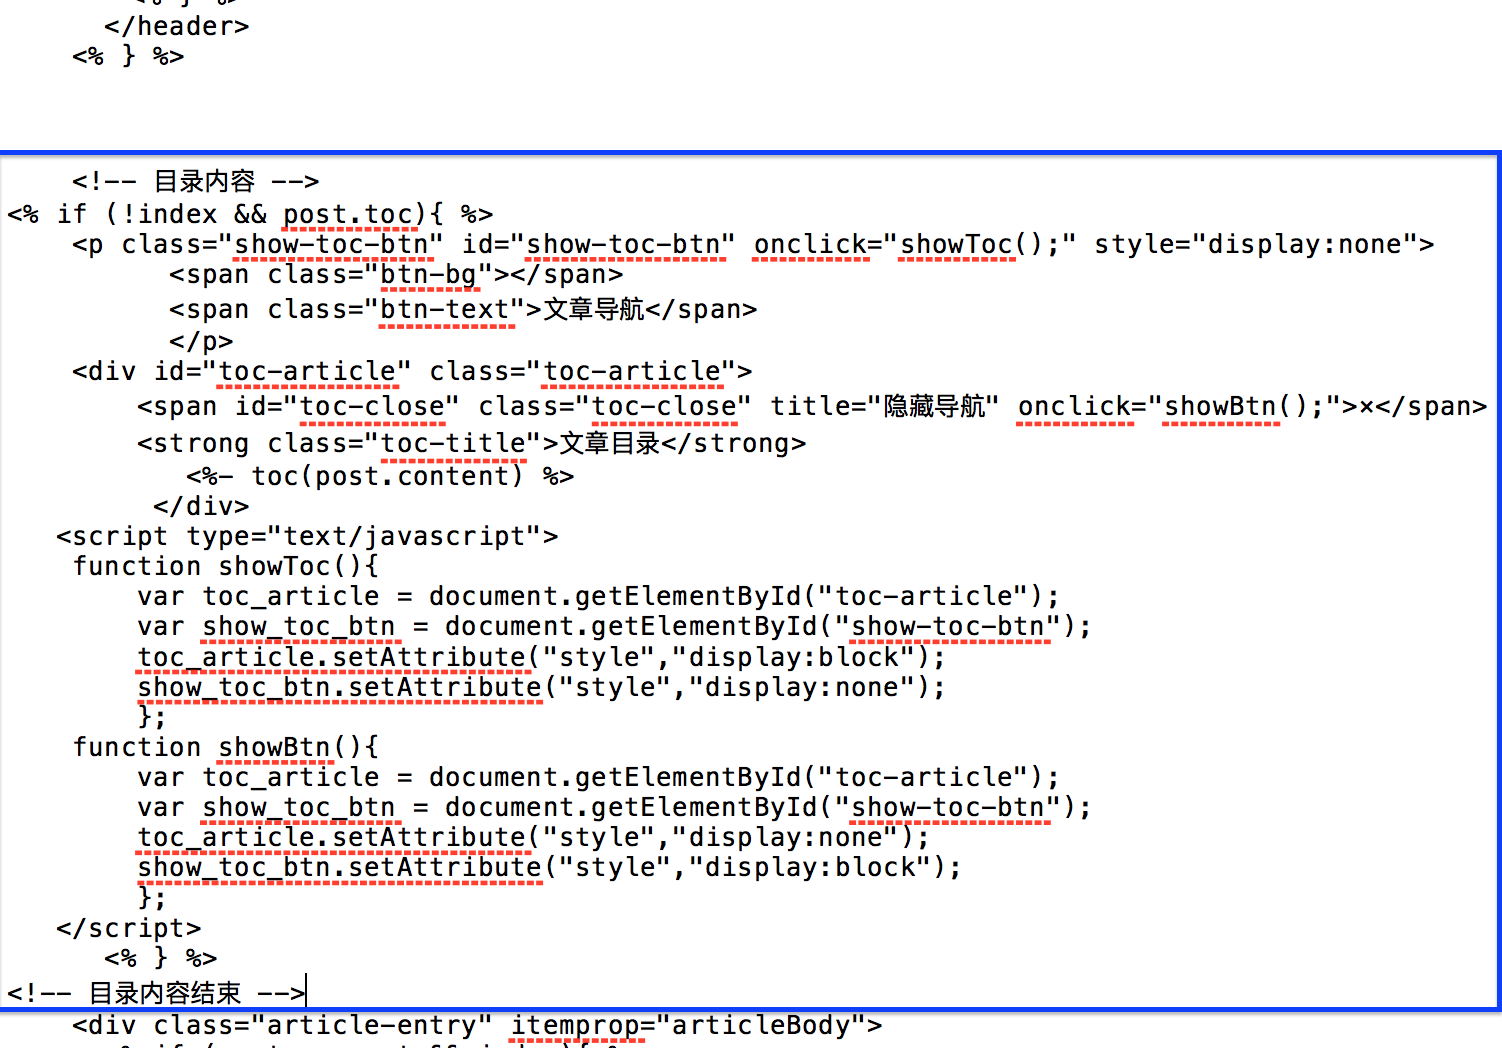 <% } %>
</header>
<% } %>
<!-- 目录内容 -->
<% if (!index && post.toc){ %>
<p class="show-toc-btn" id="show-toc-btn" onclick="showToc();" style="display:none">
<span class="btn-bg"></span>
<span class="btn-text">文章导航</span>
</p>
<div id="toc-article" class="toc-article">
<span id="toc-close" class="toc-close" title="隐藏导航" onclick="showBtn();">×</span>
<strong class="toc-title">文章目录</strong>
<%- toc(post.content) %>
</div>
<script type="text/javascript">
function showToc(){
var toc_article = document.getElementById("toc-article");
var show_toc_btn = document.getElementById("show-toc-btn");
toc_article.setAttribute("style","display:block");
show_toc_btn.setAttribute("style","display:none");
};
function showBtn(){
var toc_article = document.getElementById("toc-article");
var show_toc_btn = document.getElementById("show-toc-btn");
toc_article.setAttribute("style","display:none");
show_toc_btn.setAttribute("style","display:block");
};
</script>
<% } %>
<!-- 目录内容结束 -->
<div class="article-entry" itemprop="articleBody">